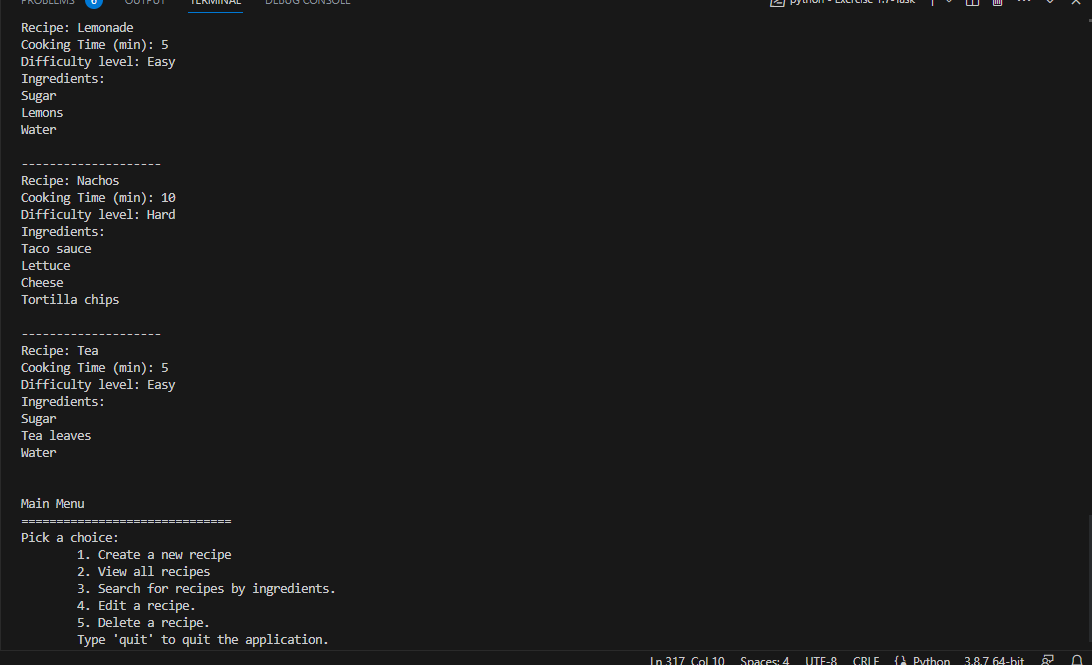 PROBLEMS 6 OUTPUT TERMINAL DEBUG CONSOLE python - Exercise 1.7-Task
Recipe: Lemonade
Cooking Time (min): 5
Difficulty level: Easy
Ingredients:
Sugar
Lemons
Water
--------------------
Recipe: Nachos
Cooking Time (min): 10
Difficulty level: Hard
Ingredients:
Taco sauce
Lettuce
Cheese
Tortilla chips
--------------------
Recipe: Tea
Cooking Time (min): 5
Difficulty level: Easy
Ingredients:
Sugar
Tea leaves
Water
Main Menu
==============================
Pick a choice:
1. Create a new recipe
2. View all recipes
3. Search for recipes by ingredients.
4. Edit a recipe.
5. Delete a recipe.
Type 'quit' to quit the application.
Ln 317, Col 10 Spaces: 4 UTF-8 CRLF { } Python 3.8.7 64-bit